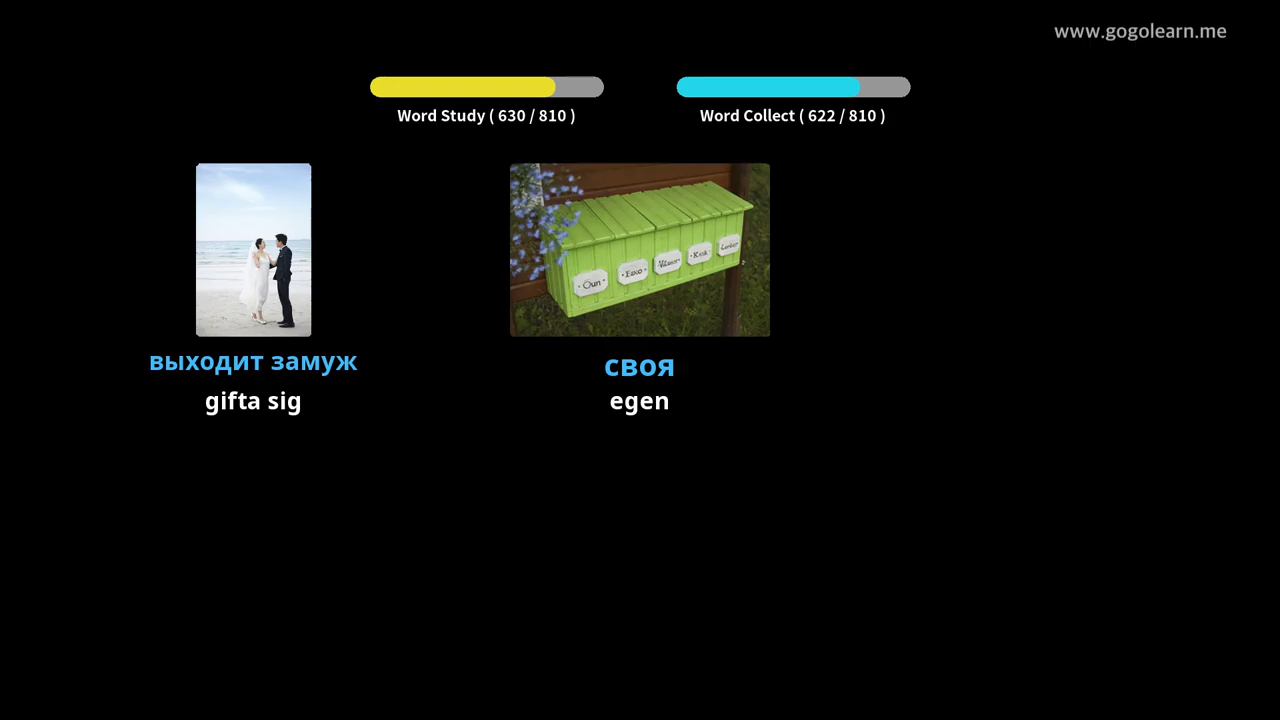 www.gogolearn.me
Word Study ( 630 / 810 )
Word Collect ( 622 / 810 )
выходит замуж
gifta sig
своя
egen